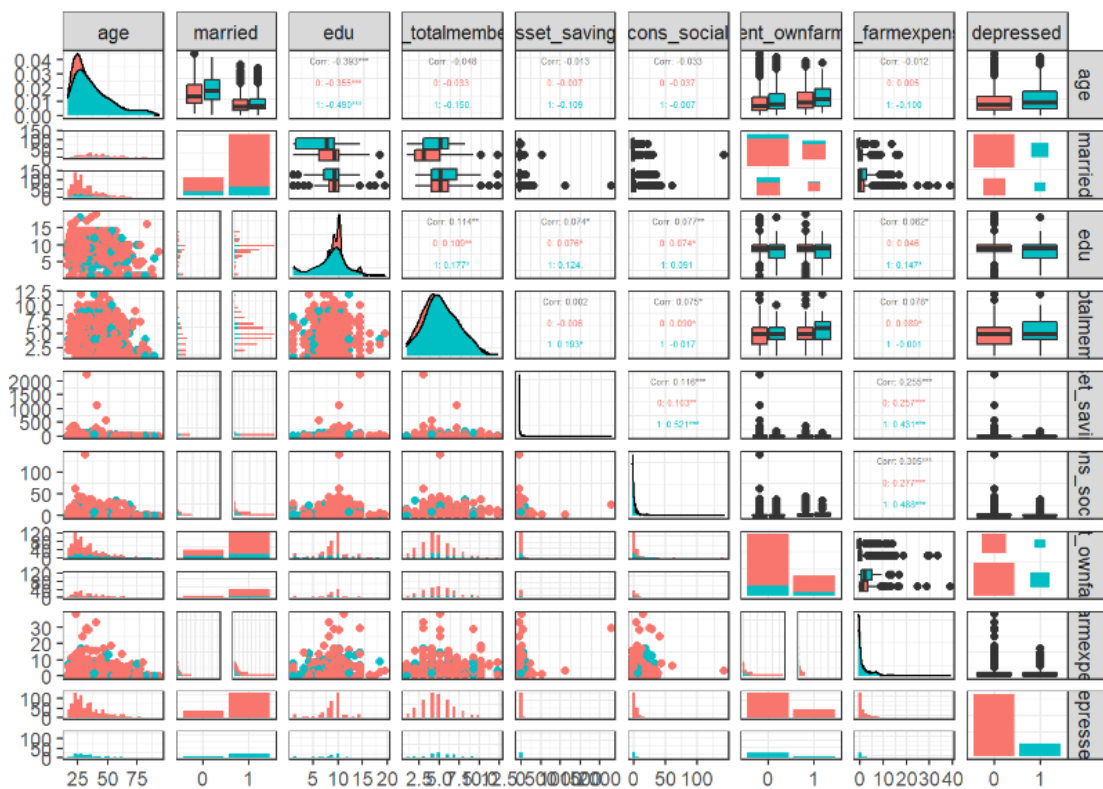 age married edu _totalmembe sset_saving cons_social ent_ownfarm _farmexpens depressed
0.04
0.03
0.02
0.01
0.00
Corr: -0.393***
0: -0.355***
1: -0.490***
Corr: -0.048
0: -0.033
1: -0.150.
Corr: -0.013
0: -0.007
1: -0.109
Corr: -0.033
0: -0.037
1: -0.007
Corr: -0.012
0: 0.005
1: -0.100
age
married
15
10
5
Corr: 0.114**
0: 0.109**
1: 0.177*
Corr: 0.074*
0: 0.076*
1: 0.124.
Corr: 0.077**
0: 0.074*
1: 0.091
Corr: 0.062*
0: 0.046
1: 0.147*
edu
12.5
10.0
7.5
5.0
2.5
Corr: 0.002
0: -0.006
1: 0.193*
Corr: 0.075*
0: 0.090*
1: -0.017
Corr: 0.078*
0: 0.089*
1: -0.001
totalmem
2000
1500
1000
500
0
Corr: 0.116***
0: 0.103**
1: 0.521***
Corr: 0.255***
0: 0.257***
1: 0.431***
et_savi
100
50
0
Corr: 0.305***
0: 0.277***
1: 0.488***
ns_soc
t_ownfa
30
20
10
0
armexpe
epresse
25 50 75
0 1
5 10 15 20
0 50 100
0 1
0 10 20 30 40
0 1